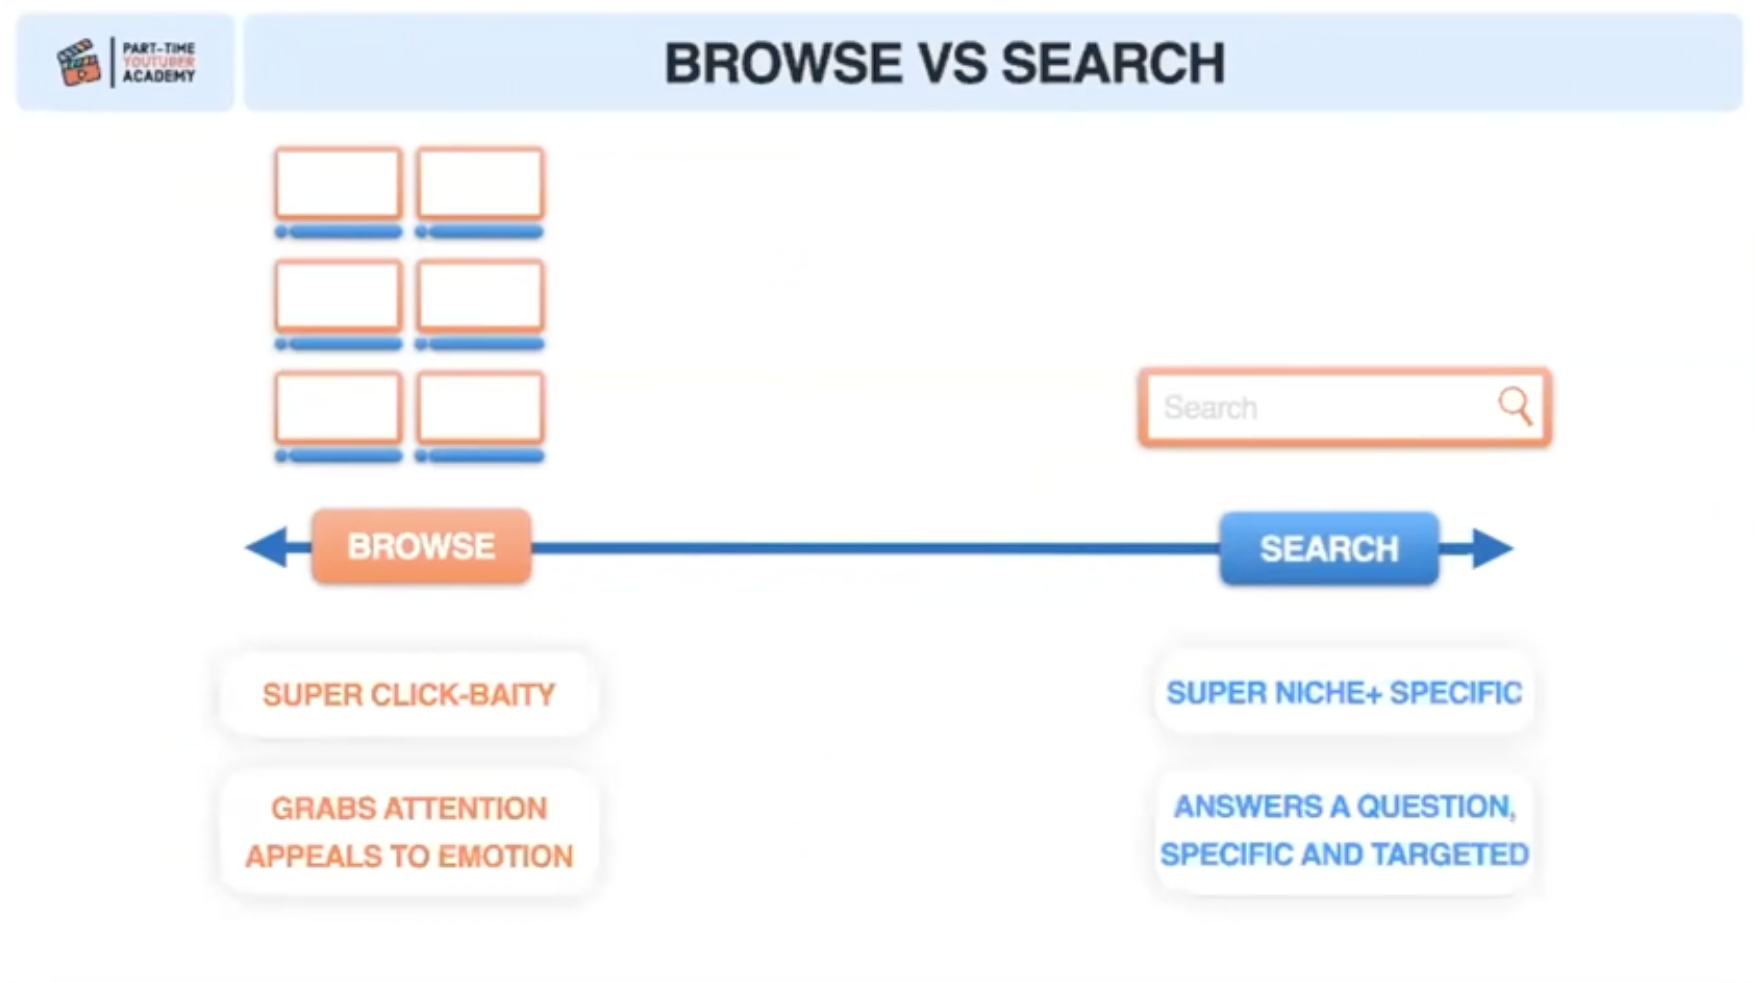 PART-TIME
YOUTUBER
ACADEMY
BROWSE VS SEARCH
Search
BROWSE
SEARCH
SUPER CLICK-BAITY
GRABS ATTENTION
APPEALS TO EMOTION
SUPER NICHE+ SPECIFIC
ANSWERS A QUESTION,
SPECIFIC AND TARGETED